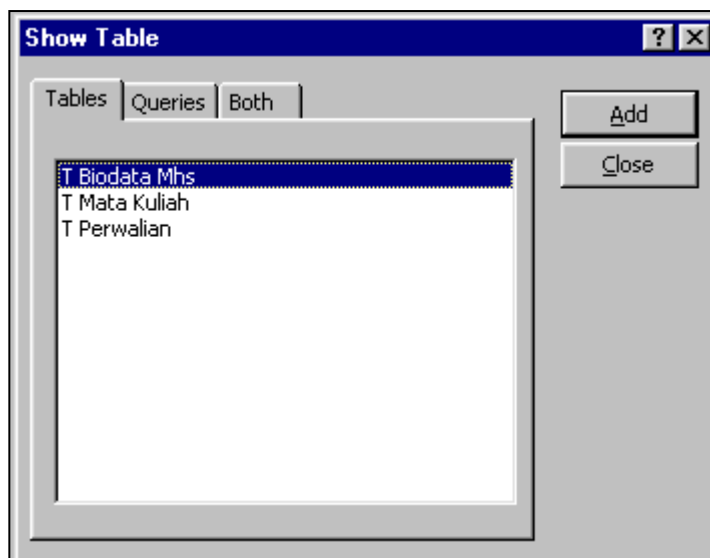 Show Table
Tables Queries Both
Add
Close
T Biodata Mhs
T Mata Kuliah
T Perwalian